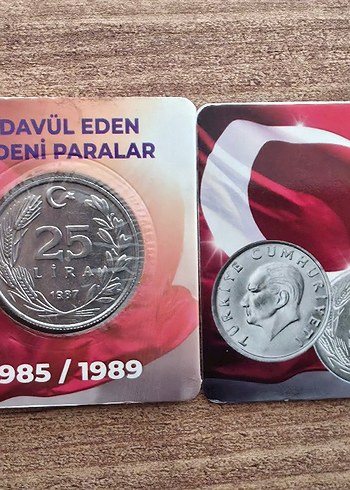 DAVÜL EDEN
DENİ PARALAR
25
LİRA
1987
985 / 1989
TÜRKİYE CUMHURİYETİ